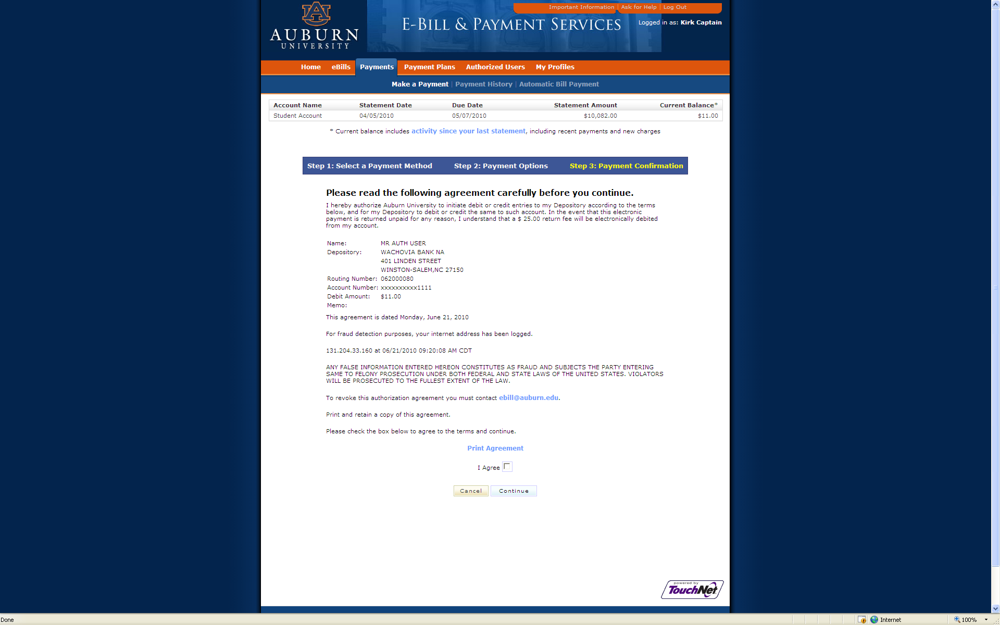 Important Information | Ask for Help | Log Out
AUBURN
UNIVERSITY
E-BILL & PAYMENT SERVICES
Logged in as: Kirk Captain
Home eBills Payments Payment Plans Authorized Users My Profiles
Make a Payment | Payment History | Automatic Bill Payment
Account Name Statement Date Due Date Statement Amount Current Balance*
Student Account 04/05/2010 05/07/2010 $10,082.00 $11.00
* Current balance includes activity since your last statement, including recent payments and new charges
Step 1: Select a Payment Method Step 2: Payment Options Step 3: Payment Confirmation
Please read the following agreement carefully before you continue.
I hereby authorize Auburn University to initiate debit or credit entries to my Depository according to the terms
below, and for my Depository to debit or credit the same to such account. In the event that this electronic
payment is returned unpaid for any reason, I understand that a $ 25.00 return fee will be electronically debited
from my account.
Name: MR AUTH USER
Depository: WACHOVIA BANK NA
401 LINDEN STREET
WINSTON-SALEM,NC 27150
Routing Number: 062000080
Account Number: xxxxxxxxxx1111
Debit Amount: $11.00
Memo:
This agreement is dated Monday, June 21, 2010
For fraud detection purposes, your internet address has been logged.
131.204.33.160 at 06/21/2010 09:20:08 AM CDT
ANY FALSE INFORMATION ENTERED HEREON CONSTITUTES AS FRAUD AND SUBJECTS THE PARTY ENTERING
SAME TO FELONY PROSECUTION UNDER BOTH FEDERAL AND STATE LAWS OF THE UNITED STATES. VIOLATORS
WILL BE PROSECUTED TO THE FULLEST EXTENT OF THE LAW.
To revoke this authorization agreement you must contact ebill@auburn.edu.
Print and retain a copy of this agreement.
Please check the box below to agree to the terms and continue.
Print Agreement
I Agree
Cancel Continue
powered by
TouchNet
Done Internet 100%